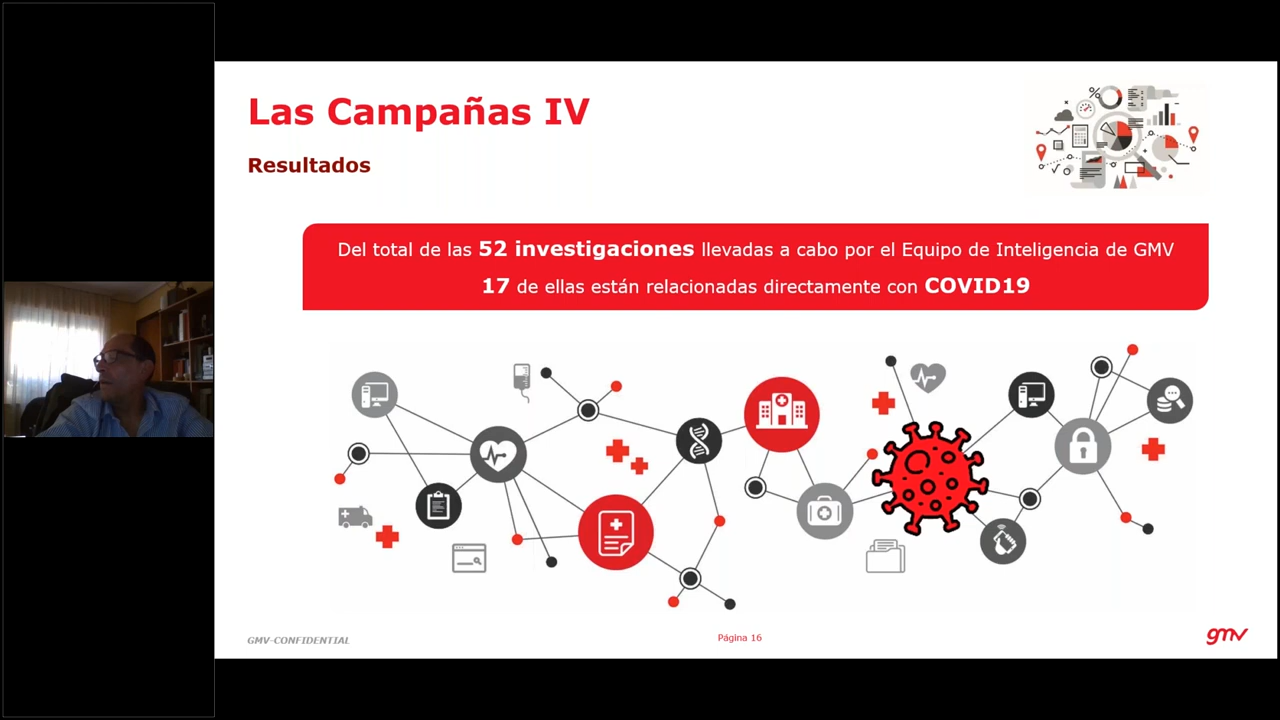 Las Campañas IV
Resultados
Del total de las 52 investigaciones llevadas a cabo por el Equipo de Inteligencia de GMV
17 de ellas están relacionadas directamente con COVID19
GMV-CONFIDENTIAL
Página 16
gmv